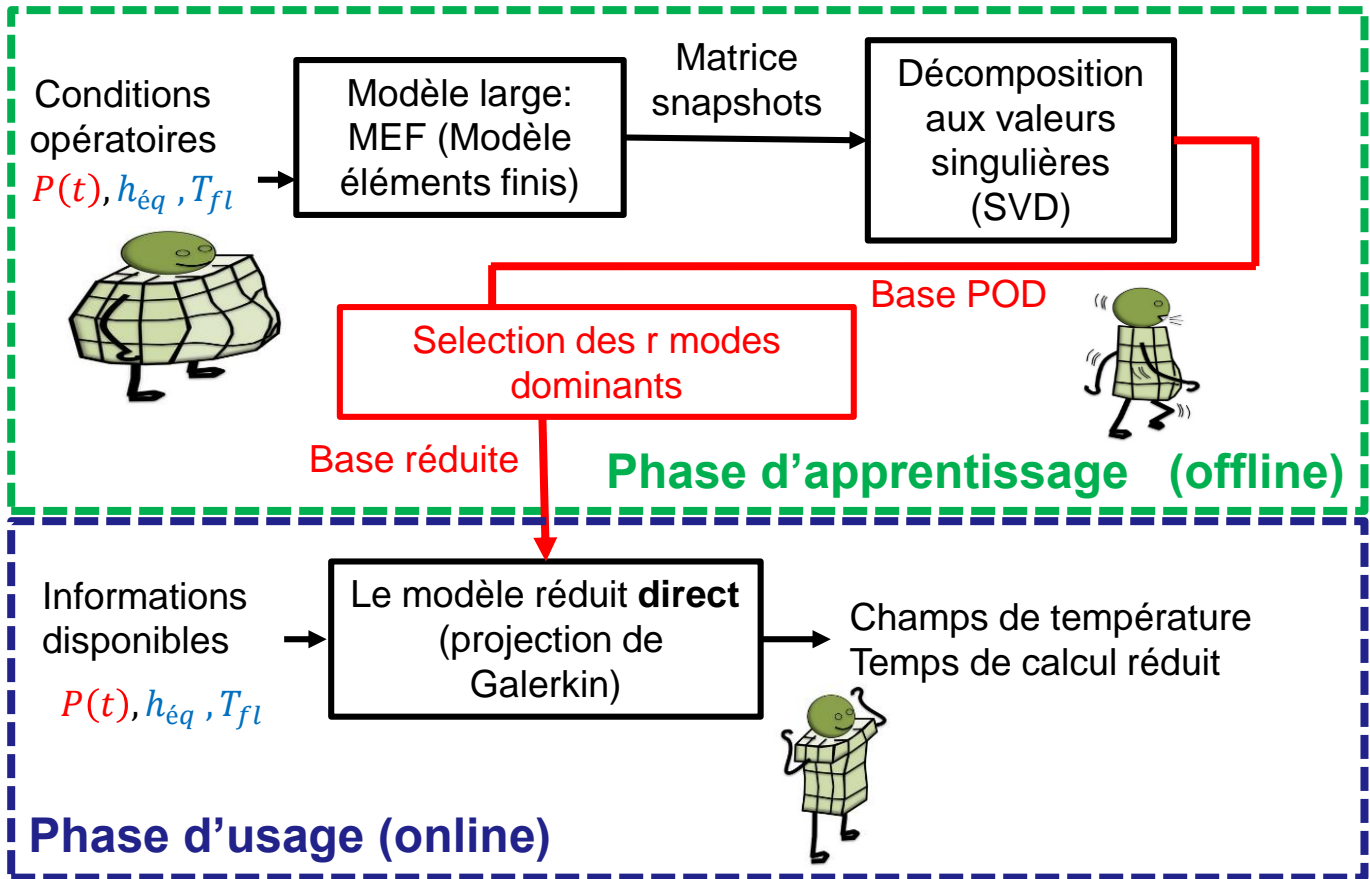 Conditions
opératoires
P(t), h_éq , T_fl
Modèle large:
MEF (Modèle
éléments finis)
Matrice
snapshots
Décomposition
aux valeurs
singulières
(SVD)
Base POD
Selection des r modes
dominants
Base réduite
Phase d'apprentissage (offline)
Informations
disponibles
P(t), h_éq , T_fl
Le modèle réduit direct
(projection de
Galerkin)
Champs de température
Temps de calcul réduit
Phase d'usage (online)